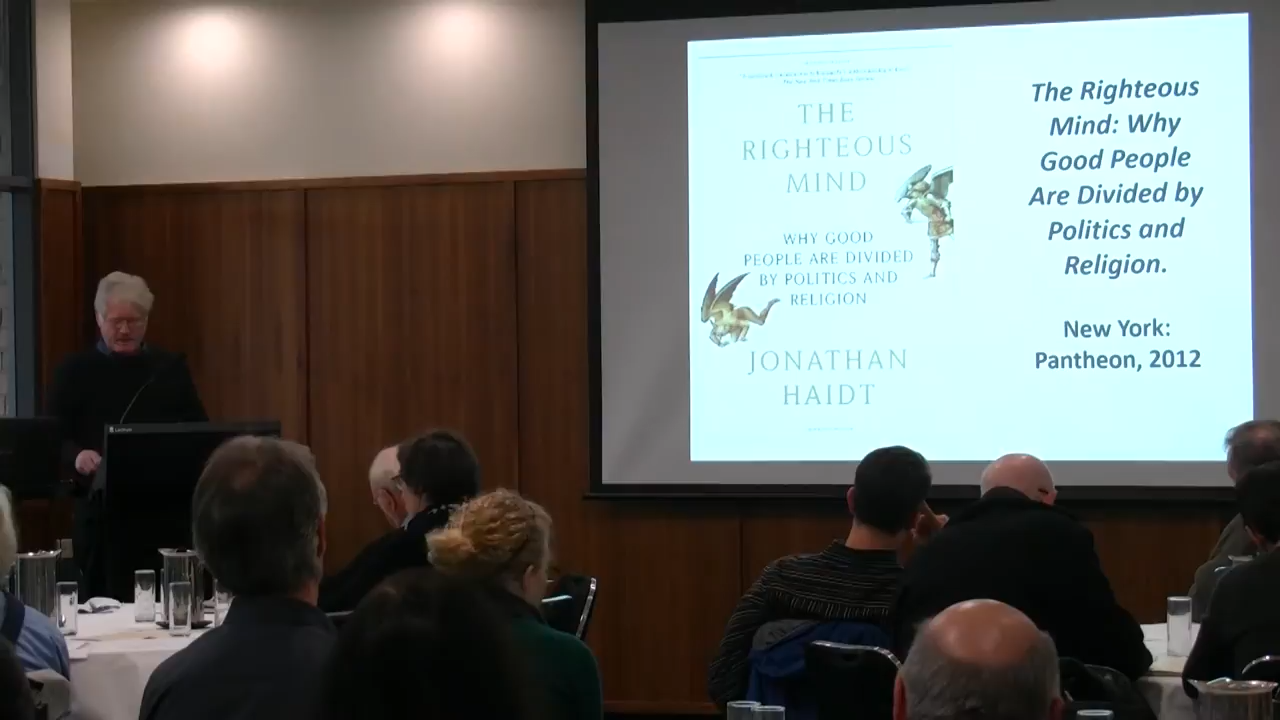 THE
RIGHTEOUS
MIND
WHY GOOD
PEOPLE ARE DIVIDED
BY POLITICS AND
RELIGION
JONATHAN
HAIDT
The Righteous
Mind: Why
Good People
Are Divided by
Politics and
Religion.
New York:
Pantheon, 2012